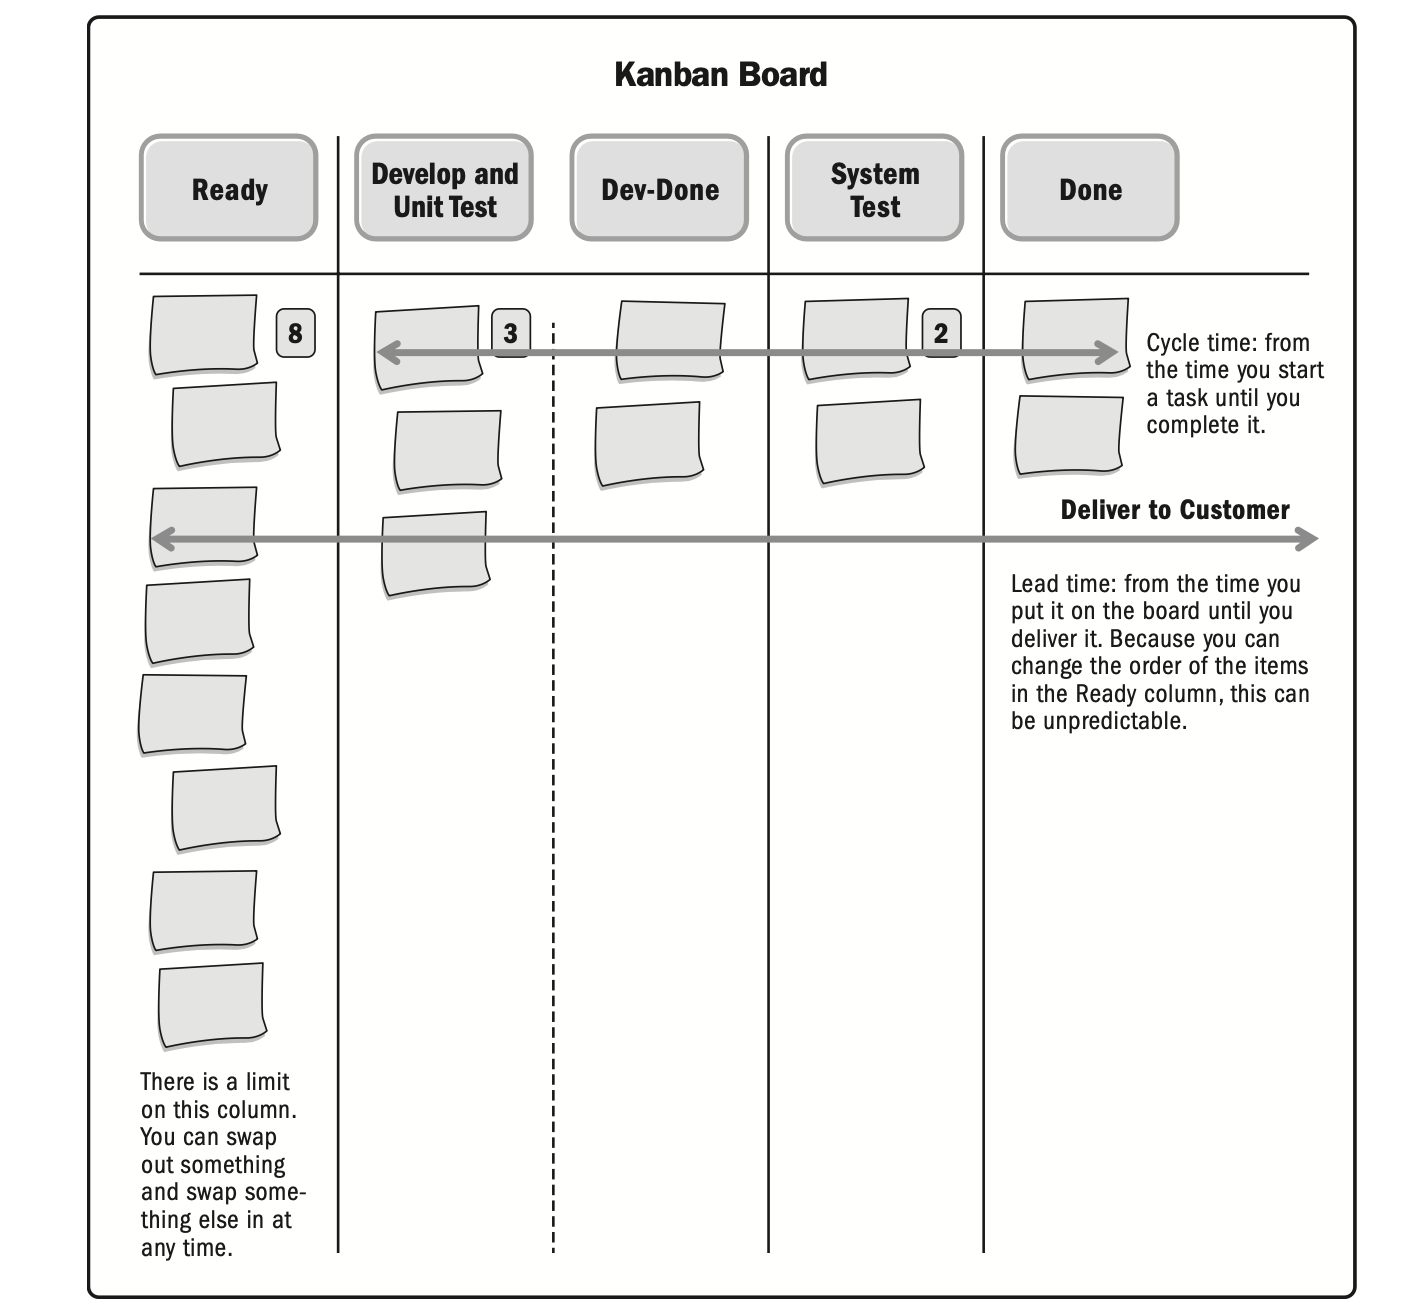 Kanban Board
Ready
Develop and
Unit Test
Dev-Done
System
Test
Done
8
3
2
Cycle time: from
the time you start
a task until you
complete it.
Deliver to Customer
Lead time: from the time you
put it on the board until you
deliver it. Because you can
change the order of the items
in the Ready column, this can
be unpredictable.
There is a limit
on this column.
You can swap
out something
and swap some-
thing else in at
any time.